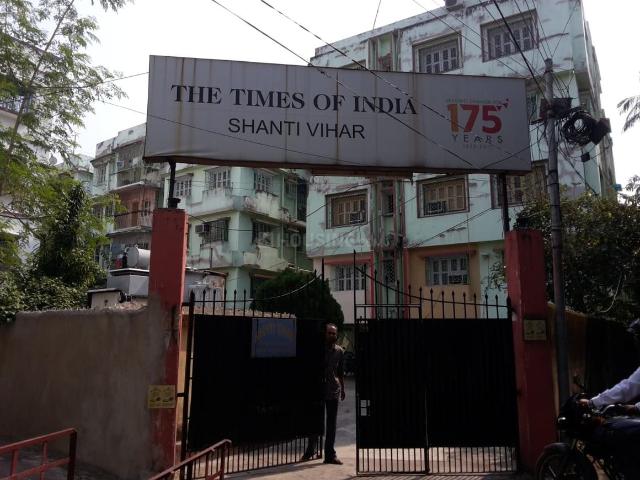 THE TIMES OF INDIA
SHANTI VIHAR
175
YEARS